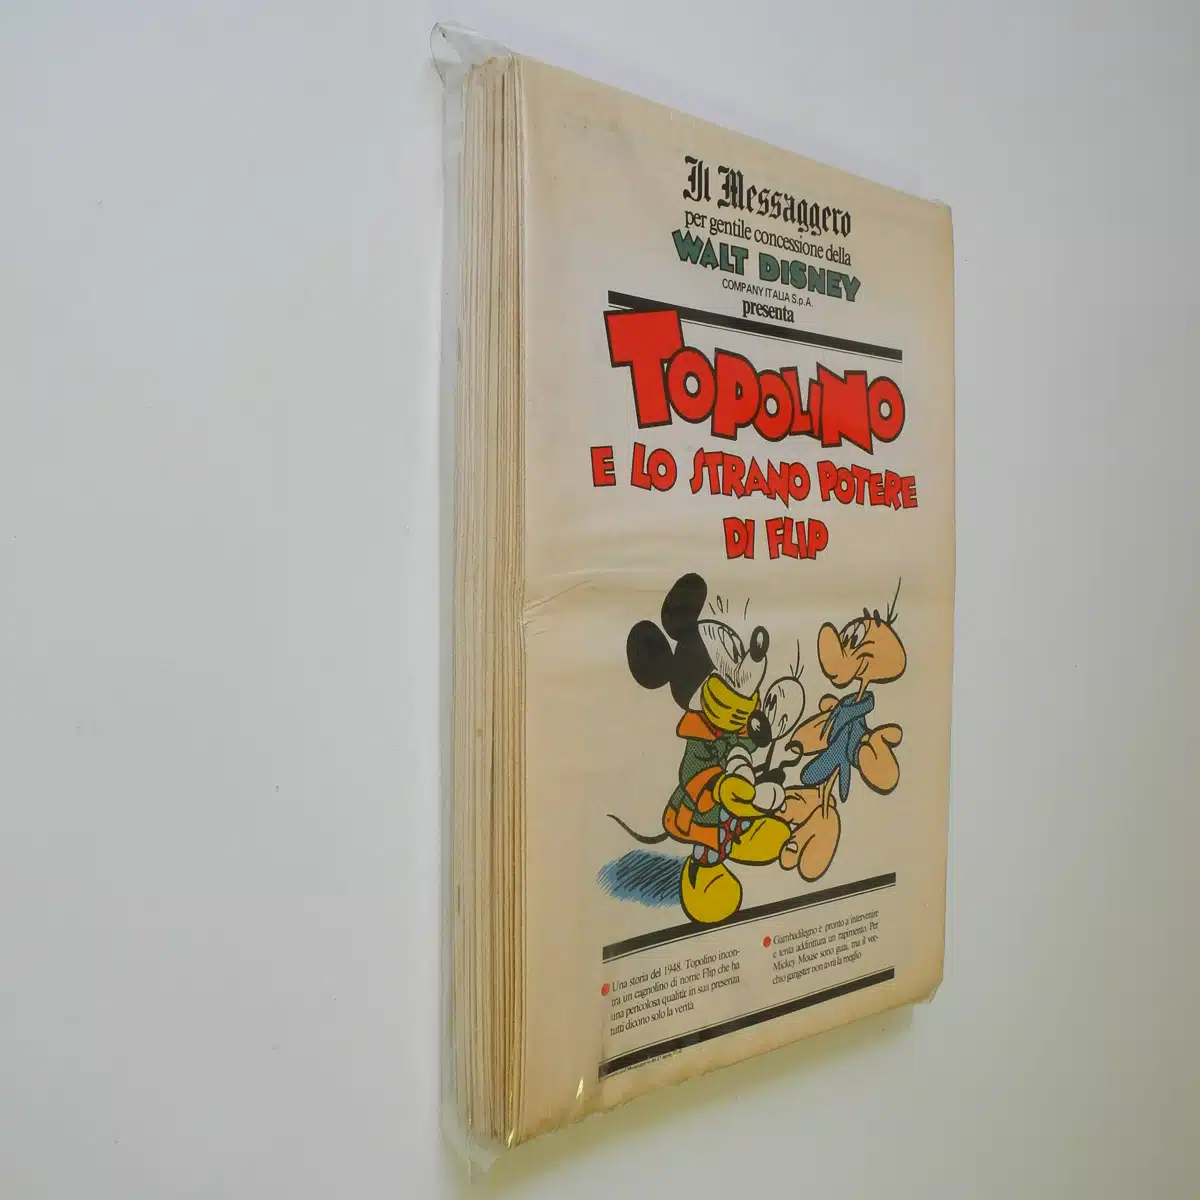 Il Messaggero
per gentile concessione della
WALT DISNEY
COMPANY ITALIA S.p.A.
presenta
TOPOLINO
E LO STRANO POTERE
DI FLIP
Una storia del 1948. Topolino incon-
tra un cagnolino di nome Flip che ha
una pericolosa qualità: in sua presenza
tutti dicono solo la verità
Gambadilegno è pronto a intervenire
e tenta addirittura un rapimento. Per
Mickey Mouse sono guai, ma il vec-
chio gangster non avrà la meglio